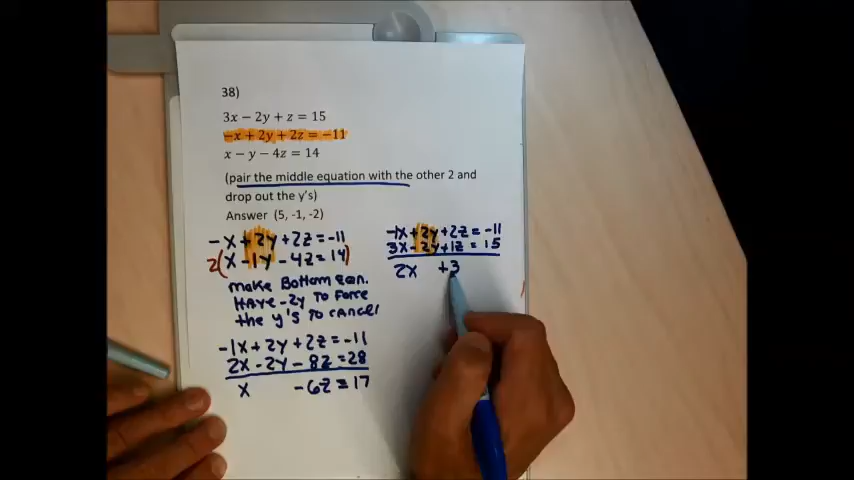 38)
3x − 2y + z = 15
−x + 2y + 2z = −11
x − y − 4z = 14
(pair the middle equation with the other 2 and
drop out the y's)
Answer (5, -1, -2)
-x+2y+2z=-11
2(x-1y-4z=14)
make Bottom eqn.
HAVE -2y TO Force
the y's TO cancel
-1x+2y+2z=-11
2x-2y-8z=28
x -6z=17
-1x+2y+2z=-11
3x-2y+1z=15
2x +3